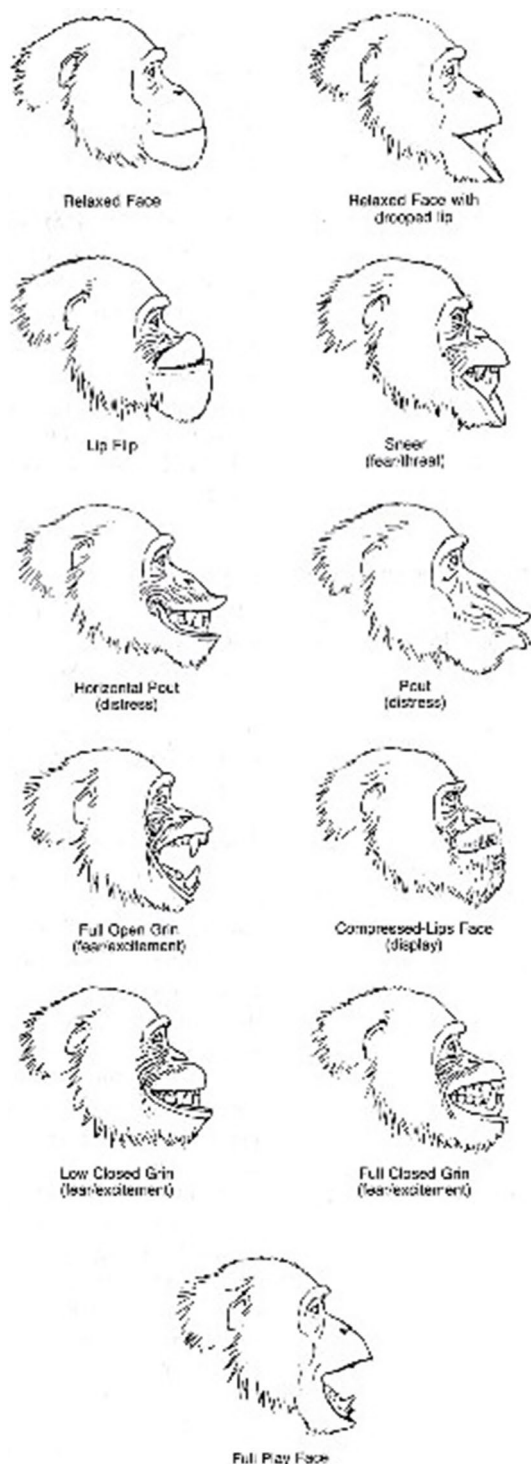 Relaxed Face
Relaxed Face with
drooped lip
Lip Flip
Sneer
(fear/threat)
Horizontal Pout
(distress)
Pout
(distress)
Full Open Grin
(fear/excitement)
Compressed-Lips Face
(display)
Low Closed Grin
(fear/excitement)
Full Closed Grin
(fear/excitement)
Full Play Face